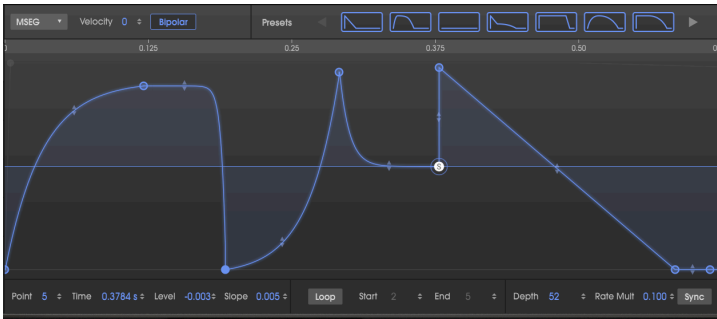 MSEG Velocity 0 Bipolar Presets
0 0.125 0.25 0.375 0.50 0
S
Point 5 Time 0.3784 s Level -0.003 Slope 0.005 Loop Start 2 End 5 Depth 52 Rate Mult 0.100 Sync